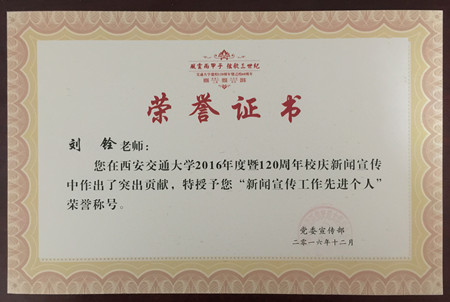 荣誉证书
刘 铨 老师:
您在西安交通大学2016年度暨120周年校庆新闻宣传
中作出了突出贡献,特授予您“新闻宣传工作先进个人”
荣誉称号。
党委宣传部
二〇一六年十二月